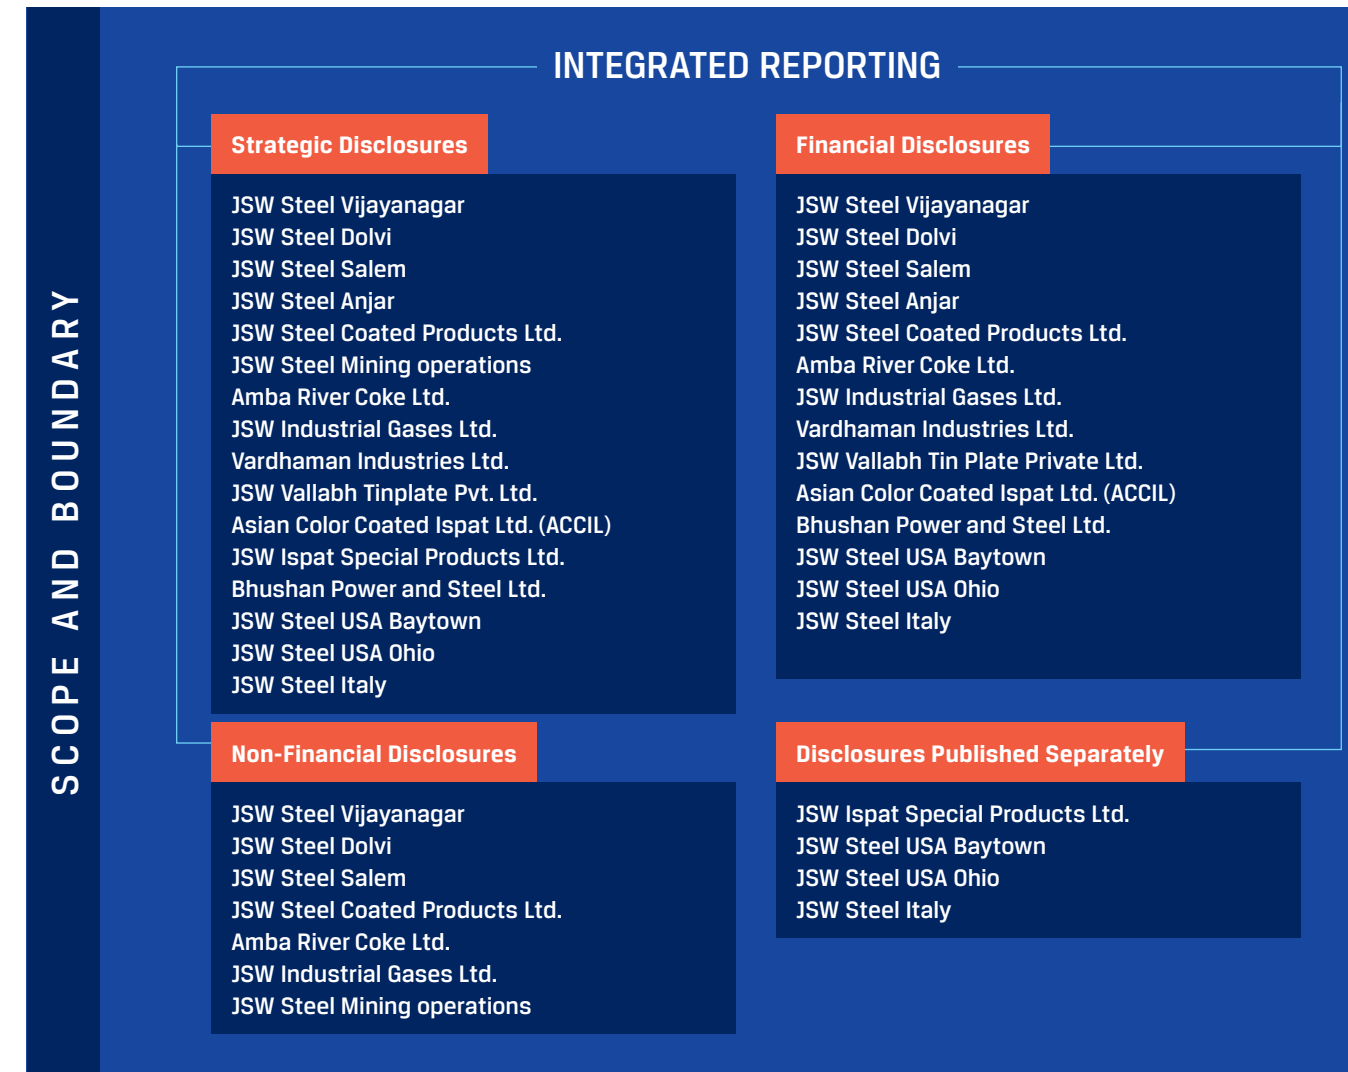 SCOPE AND BOUNDARY
INTEGRATED REPORTING
Strategic Disclosures
JSW Steel Vijayanagar
JSW Steel Dolvi
JSW Steel Salem
JSW Steel Anjar
JSW Steel Coated Products Ltd.
JSW Steel Mining operations
Amba River Coke Ltd.
JSW Industrial Gases Ltd.
Vardhaman Industries Ltd.
JSW Vallabh Tinplate Pvt. Ltd.
Asian Color Coated Ispat Ltd. (ACCIL)
JSW Ispat Special Products Ltd.
Bhushan Power and Steel Ltd.
JSW Steel USA Baytown
JSW Steel USA Ohio
JSW Steel Italy
Financial Disclosures
JSW Steel Vijayanagar
JSW Steel Dolvi
JSW Steel Salem
JSW Steel Anjar
JSW Steel Coated Products Ltd.
Amba River Coke Ltd.
JSW Industrial Gases Ltd.
Vardhaman Industries Ltd.
JSW Vallabh Tin Plate Private Ltd.
Asian Color Coated Ispat Ltd. (ACCIL)
Bhushan Power and Steel Ltd.
JSW Steel USA Baytown
JSW Steel USA Ohio
JSW Steel Italy
Non-Financial Disclosures
JSW Steel Vijayanagar
JSW Steel Dolvi
JSW Steel Salem
JSW Steel Coated Products Ltd.
Amba River Coke Ltd.
JSW Industrial Gases Ltd.
JSW Steel Mining operations
Disclosures Published Separately
JSW Ispat Special Products Ltd.
JSW Steel USA Baytown
JSW Steel USA Ohio
JSW Steel Italy